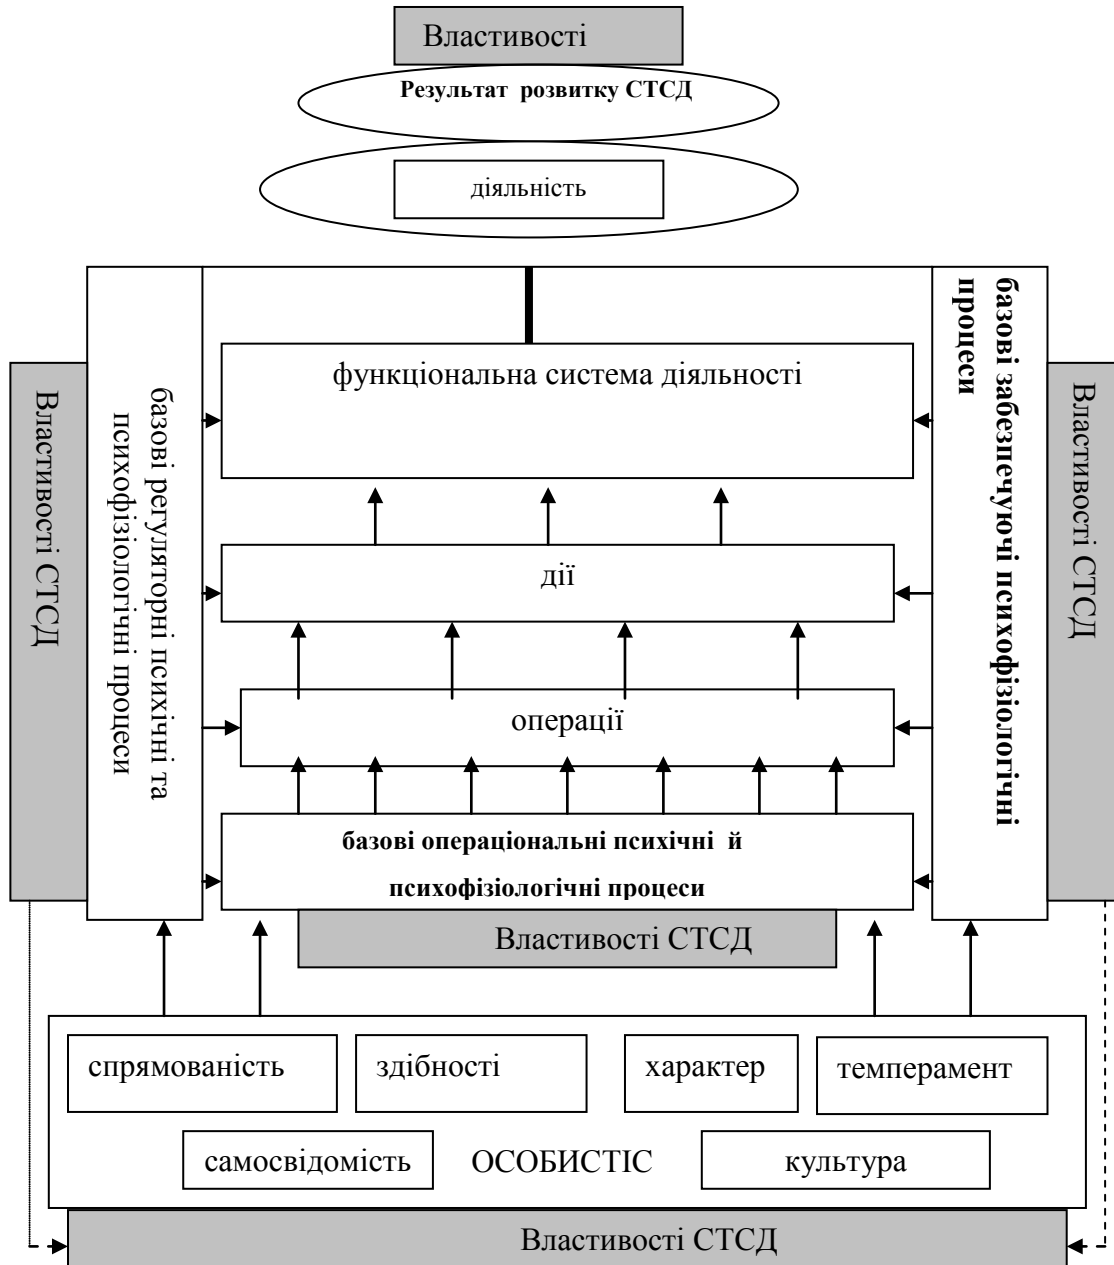 Властивості
Результат розвитку СТСД
діяльність
базові забезпечуючі психофізіологічні
процеси
функціональна система діяльності
Властивості СТСД
базові регуляторні психічні та
психофізіологічні процеси
Властивості СТСД
дії
операції
базові операціональні психічні й
психофізіологічні процеси
Властивості СТСД
спрямованість
здібності
характер
темперамент
самосвідомість
ОСОБИСТІС
культура
Властивості СТСД